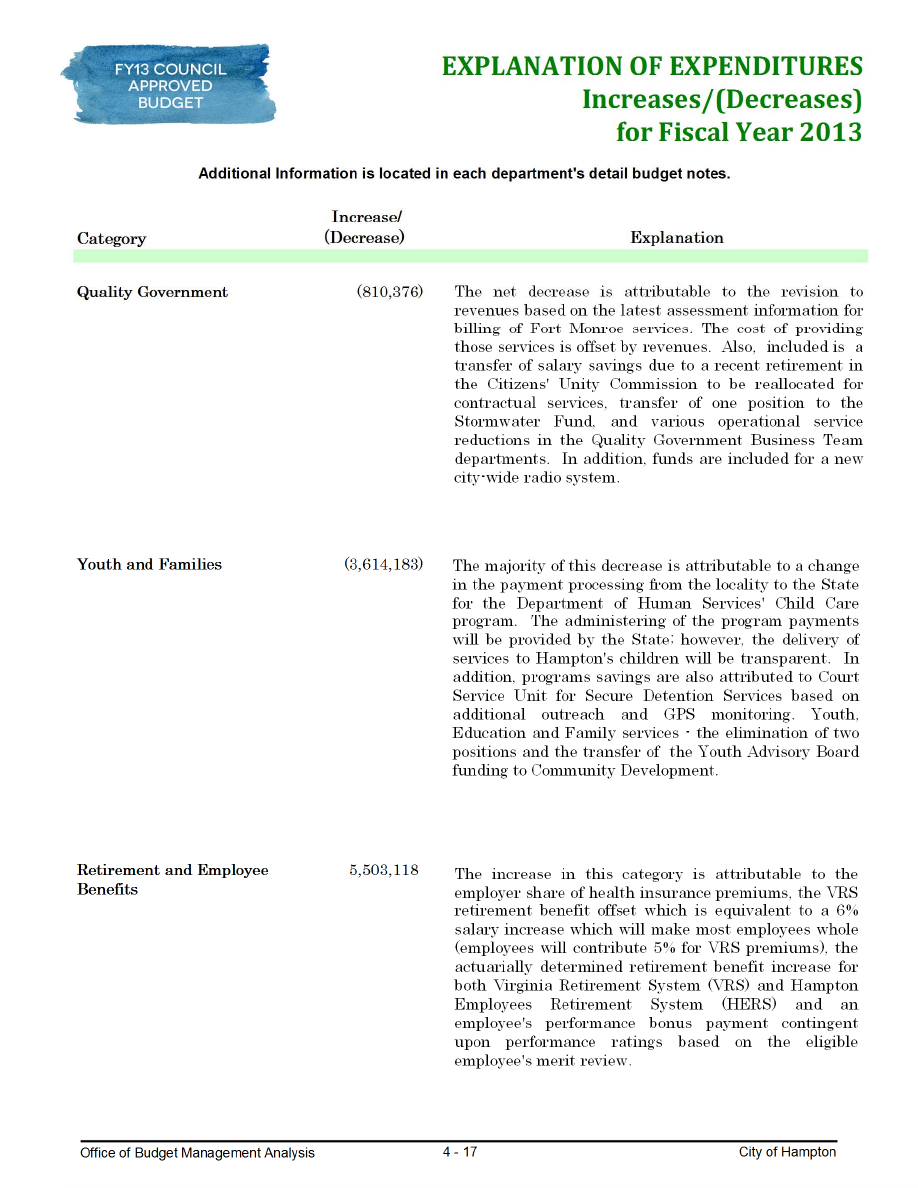 FY13 COUNCIL
APPROVED
BUDGET
EXPLANATION OF EXPENDITURES
Increases/(Decreases)
for Fiscal Year 2013
Additional Information is located in each department's detail budget notes.
Category
Increase/
(Decrease)
Explanation
Quality Government
(810,376)
The net decrease is attributable to the revision to
revenues based on the latest assessment information for
billing of Fort Monroe services. The cost of providing
those services is offset by revenues. Also, included is a
transfer of salary savings due to a recent retirement in
the Citizens' Unity Commission to be reallocated for
contractual services, transfer of one position to the
Stormwater Fund, and various operational service
reductions in the Quality Government Business Team
departments. In addition, funds are included for a new
city-wide radio system.
Youth and Families
(3,614,183)
The majority of this decrease is attributable to a change
in the payment processing from the locality to the State
for the Department of Human Services' Child Care
program. The administering of the program payments
will be provided by the State; however, the delivery of
services to Hampton's children will be transparent. In
addition, programs savings are also attributed to Court
Service Unit for Secure Detention Services based on
additional outreach and GPS monitoring. Youth,
Education and Family services - the elimination of two
positions and the transfer of the Youth Advisory Board
funding to Community Development.
Retirement and Employee
Benefits
5,503,118
The increase in this category is attributable to the
employer share of health insurance premiums, the VRS
retirement benefit offset which is equivalent to a 6%
salary increase which will make most employees whole
(employees will contribute 5% for VRS premiums), the
actuarially determined retirement benefit increase for
both Virginia Retirement System (VRS) and Hampton
Employees Retirement System (HERS) and an
employee's performance bonus payment contingent
upon performance ratings based on the eligible
employee's merit review.
Office of Budget Management Analysis
4 - 17
City of Hampton